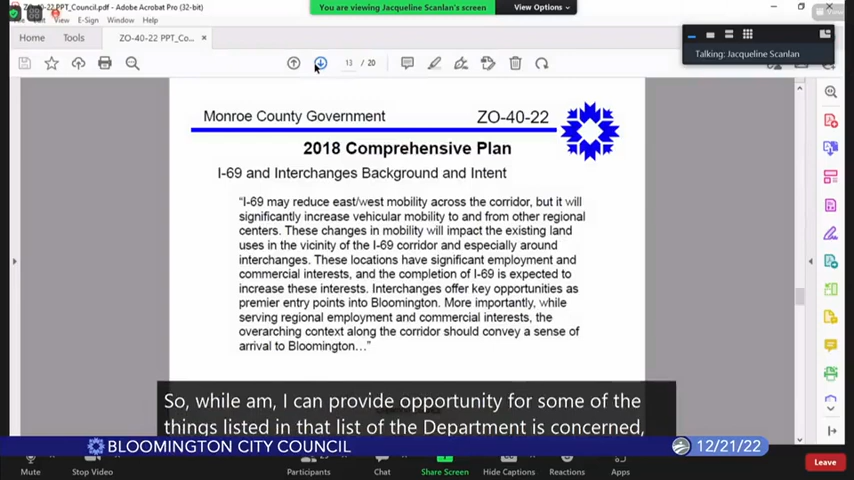 ZO-40-22 PPT_Council.pdf - Adobe Acrobat Pro (32-bit)
You are viewing Jacqueline Scanlan's screen
View Options
View
View E-Sign Window Help
Home Tools ZO-40-22 PPT_Co... ×
Talking: Jacqueline Scanlan
13 / 20
Monroe County Government ZO-40-22
2018 Comprehensive Plan
I-69 and Interchanges Background and Intent
“I-69 may reduce east/west mobility across the corridor, but it will
significantly increase vehicular mobility to and from other regional
centers. These changes in mobility will impact the existing land
uses in the vicinity of the I-69 corridor and especially around
interchanges. These locations have significant employment and
commercial interests, and the completion of I-69 is expected to
increase these interests. Interchanges offer key opportunities as
premier entry points into Bloomington. More importantly, while
serving regional employment and commercial interests, the
overarching context along the corridor should convey a sense of
arrival to Bloomington…”
So, while am, I can provide opportunity for some of the
things listed in that list of the Department is concerned,
BLOOMINGTON CITY COUNCIL 12/21/22
Mute Stop Video Participants Chat Share Screen Hide Captions Reactions Apps Leave